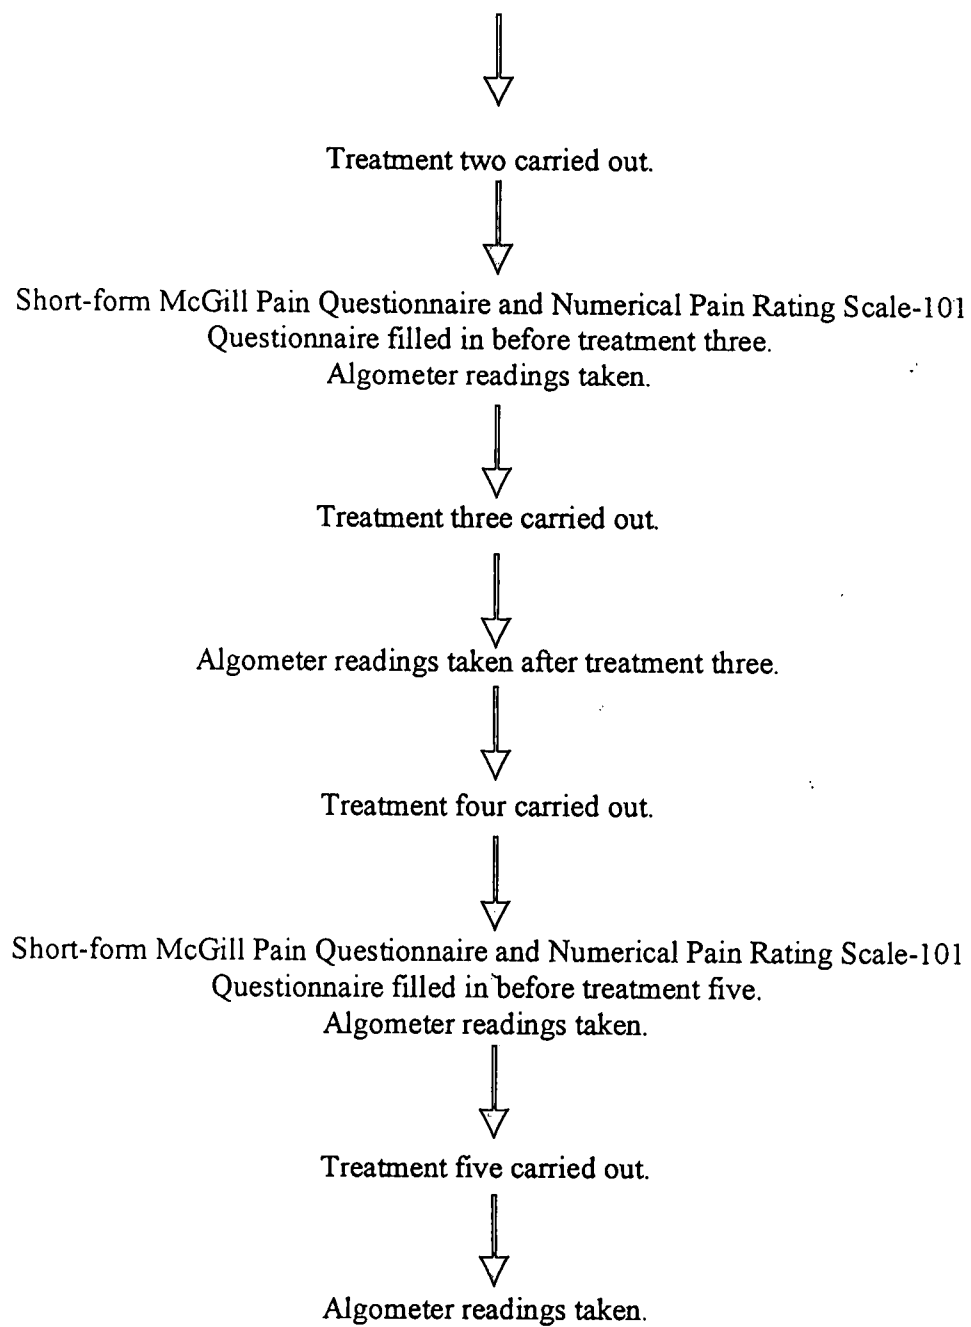 Treatment two carried out.
Short-form McGill Pain Questionnaire and Numerical Pain Rating Scale-101
Questionnaire filled in before treatment three.
Algometer readings taken.
Treatment three carried out.
Algometer readings taken after treatment three.
Treatment four carried out.
Short-form McGill Pain Questionnaire and Numerical Pain Rating Scale-101
Questionnaire filled in before treatment five.
Algometer readings taken.
Treatment five carried out.
Algometer readings taken.